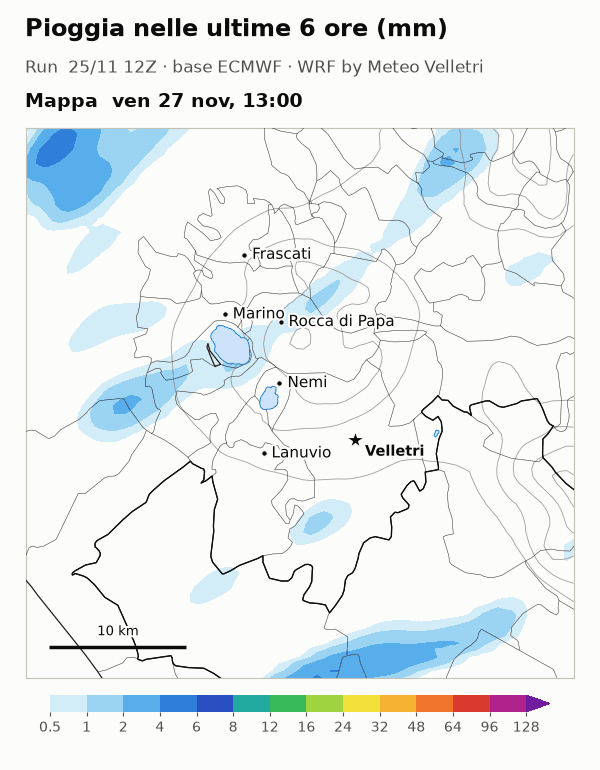 Pioggia nelle ultime 6 ore (mm)
Run 25/11 12Z · base ECMWF · WRF by Meteo Velletri
Mappa ven 27 nov, 13:00
Frascati
Marino
Rocca di Papa
Nemi
Velletri
Lanuvio
10 km
0.5 1 2 4 6 8 12 16 24 32 48 64 96 128